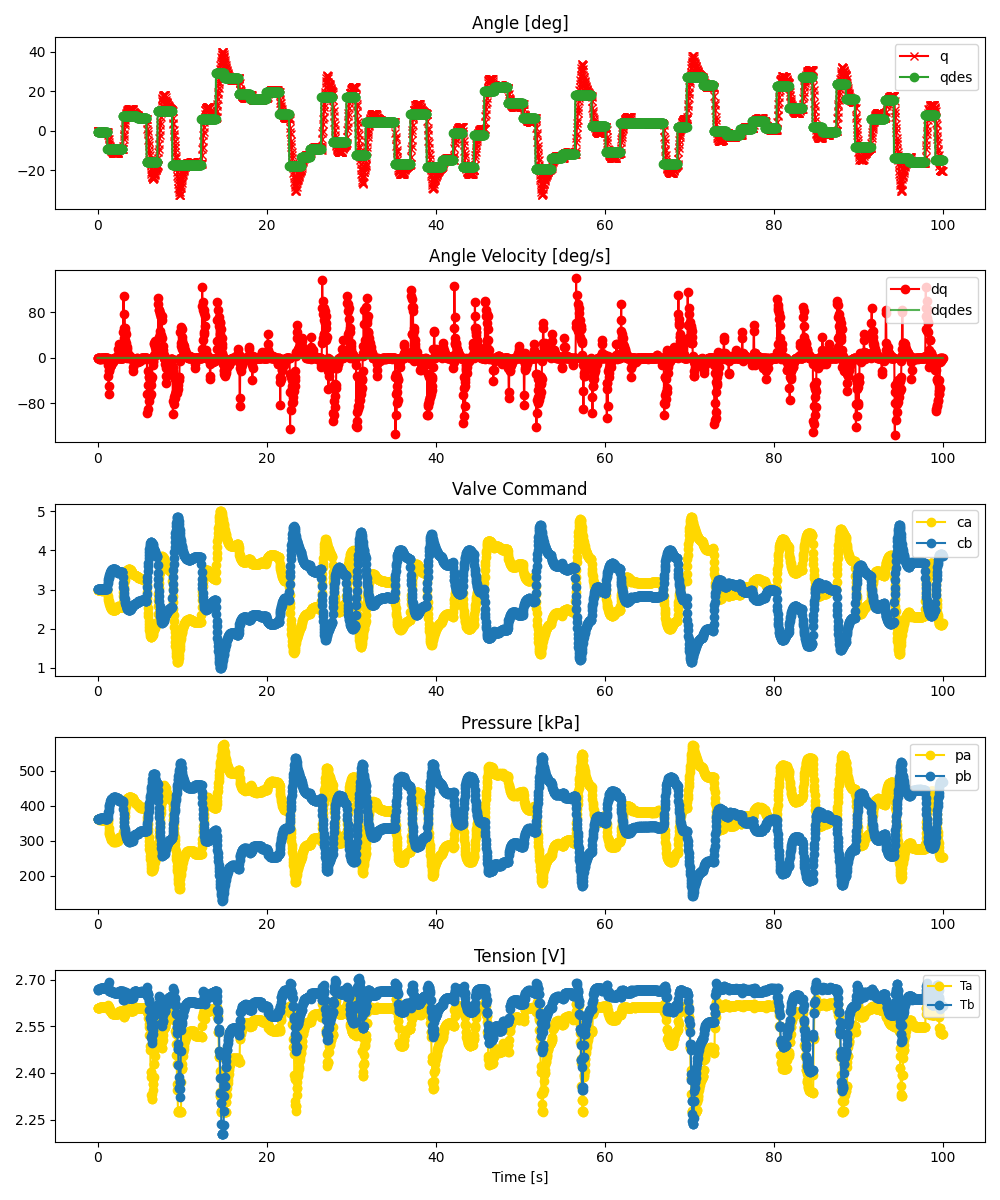 Angle [deg]
40
20
0
−20
q
qdes
0 20 40 60 80 100
Angle Velocity [deg/s]
80
0
−80
dq
dqdes
0 20 40 60 80 100
Valve Command
5
4
3
2
1
ca
cb
0 20 40 60 80 100
Pressure [kPa]
500
400
300
200
pa
pb
0 20 40 60 80 100
Tension [V]
2.70
2.55
2.40
2.25
Ta
Tb
0 20 40 60 80 100
Time [s]